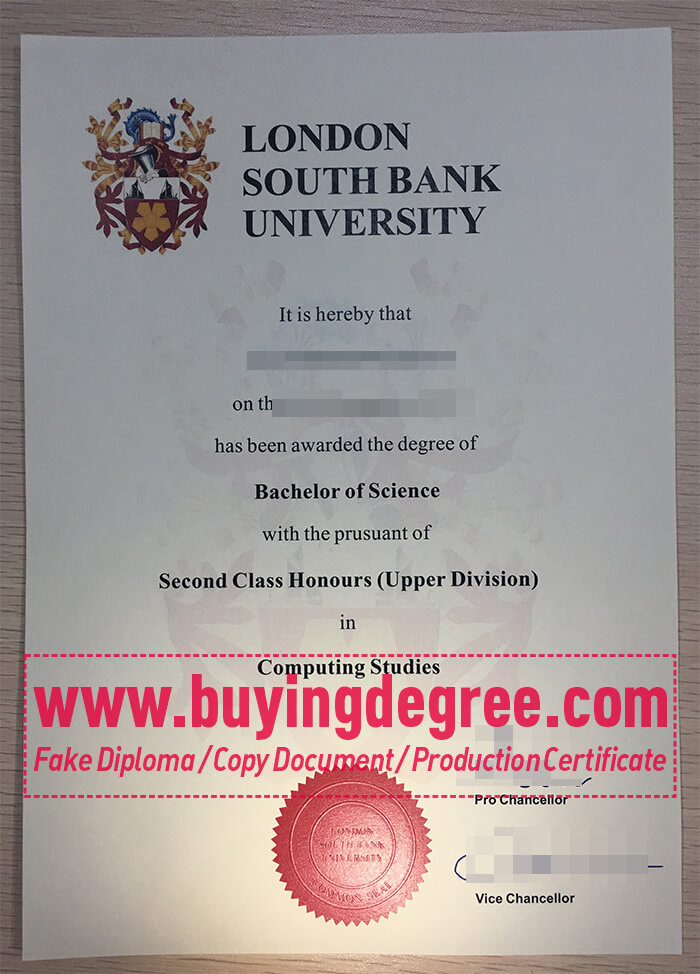 LONDON
SOUTH BANK
UNIVERSITY
It is hereby that
on th
has been awarded the degree of
Bachelor of Science
with the prusuant of
Second Class Honours (Upper Division)
in
Computing Studies
www.buyingdegree.com
Fake Diploma / Copy Document / Production Certificate
Pro Chancellor
LONDON
SOUTH BANK
UNIVERSITY
COMMON SEAL
Vice Chancellor